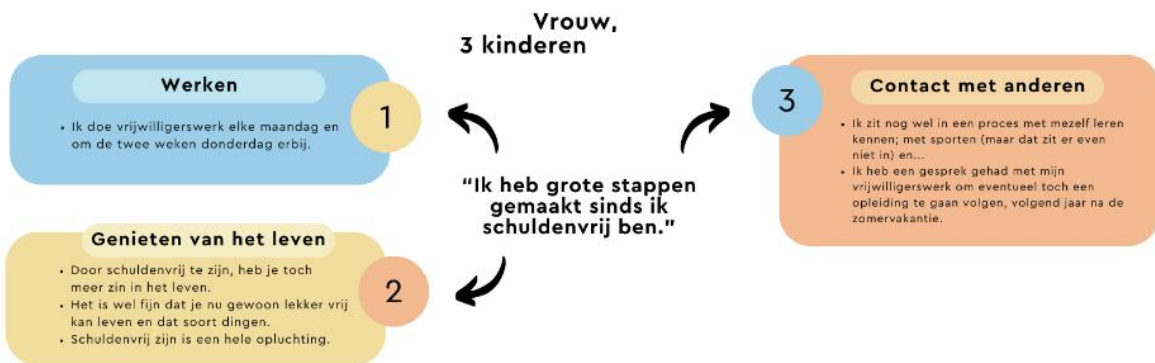 Vrouw,
3 kinderen
Werken
1
• Ik doe vrijwilligerswerk elke maandag en
om de twee weken donderdag erbij.
"Ik heb grote stappen
gemaakt sinds ik
schuldenvrij ben."
Genieten van het leven
2
• Door schuldenvrij te zijn, heb je toch
meer zin in het leven.
• Het is wel fijn dat je nu gewoon lekker vrij
kan leven en dat soort dingen.
• Schuldenvrij zijn is een hele opluchting.
3
Contact met anderen
• Ik zit nog wel in een proces met mezelf leren
kennen; met sporten (maar dat zit er even
niet in) en...
• Ik heb een gesprek gehad met mijn
vrijwilligerswerk om eventueel toch een
opleiding te gaan volgen, volgend jaar na de
zomervakantie.